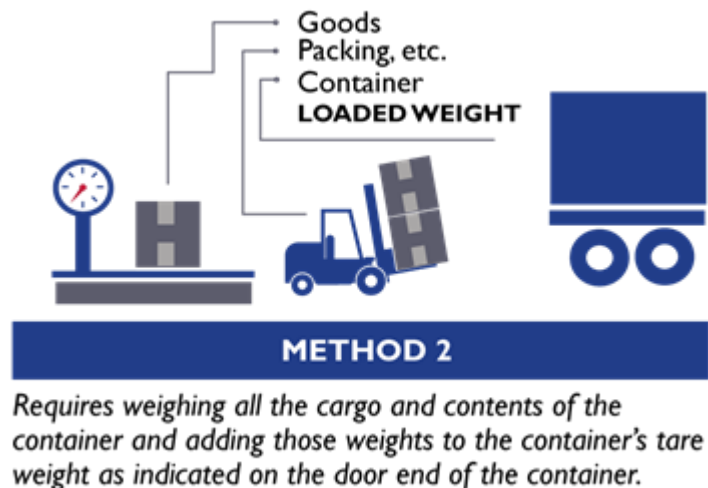 Goods
Packing, etc.
Container
LOADED WEIGHT
METHOD 2
Requires weighing all the cargo and contents of the
container and adding those weights to the container's tare
weight as indicated on the door end of the container.